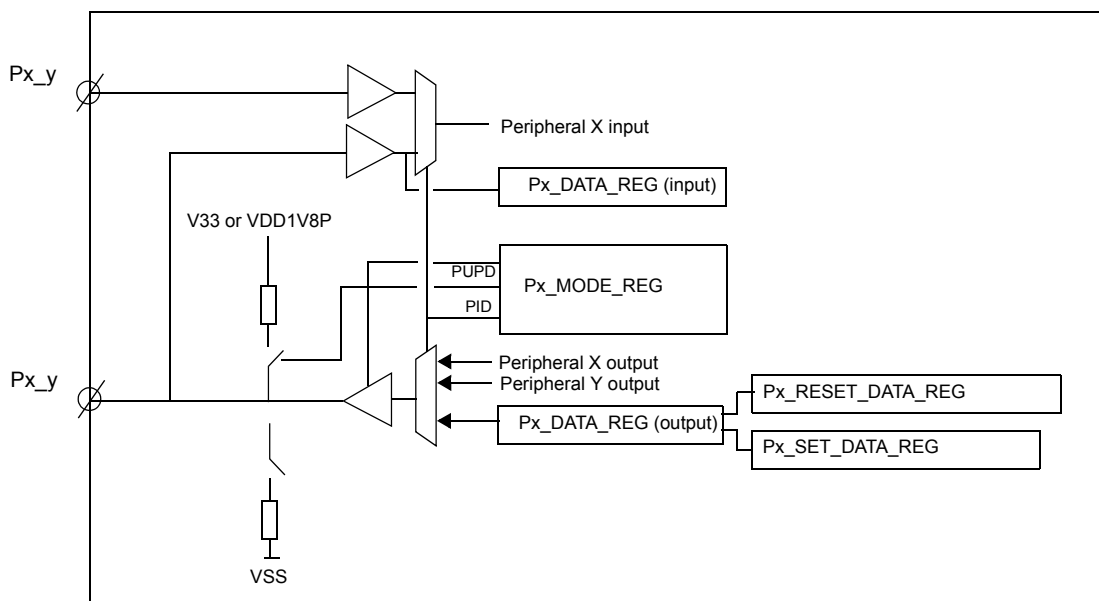 Px_y
Peripheral X input
Px_DATA_REG (input)
V33 or VDD1V8P
PUPD
Px_MODE_REG
PID
Peripheral X output
Px_y
Peripheral Y output
Px_RESET_DATA_REG
Px_DATA_REG (output)
Px_SET_DATA_REG
VSS